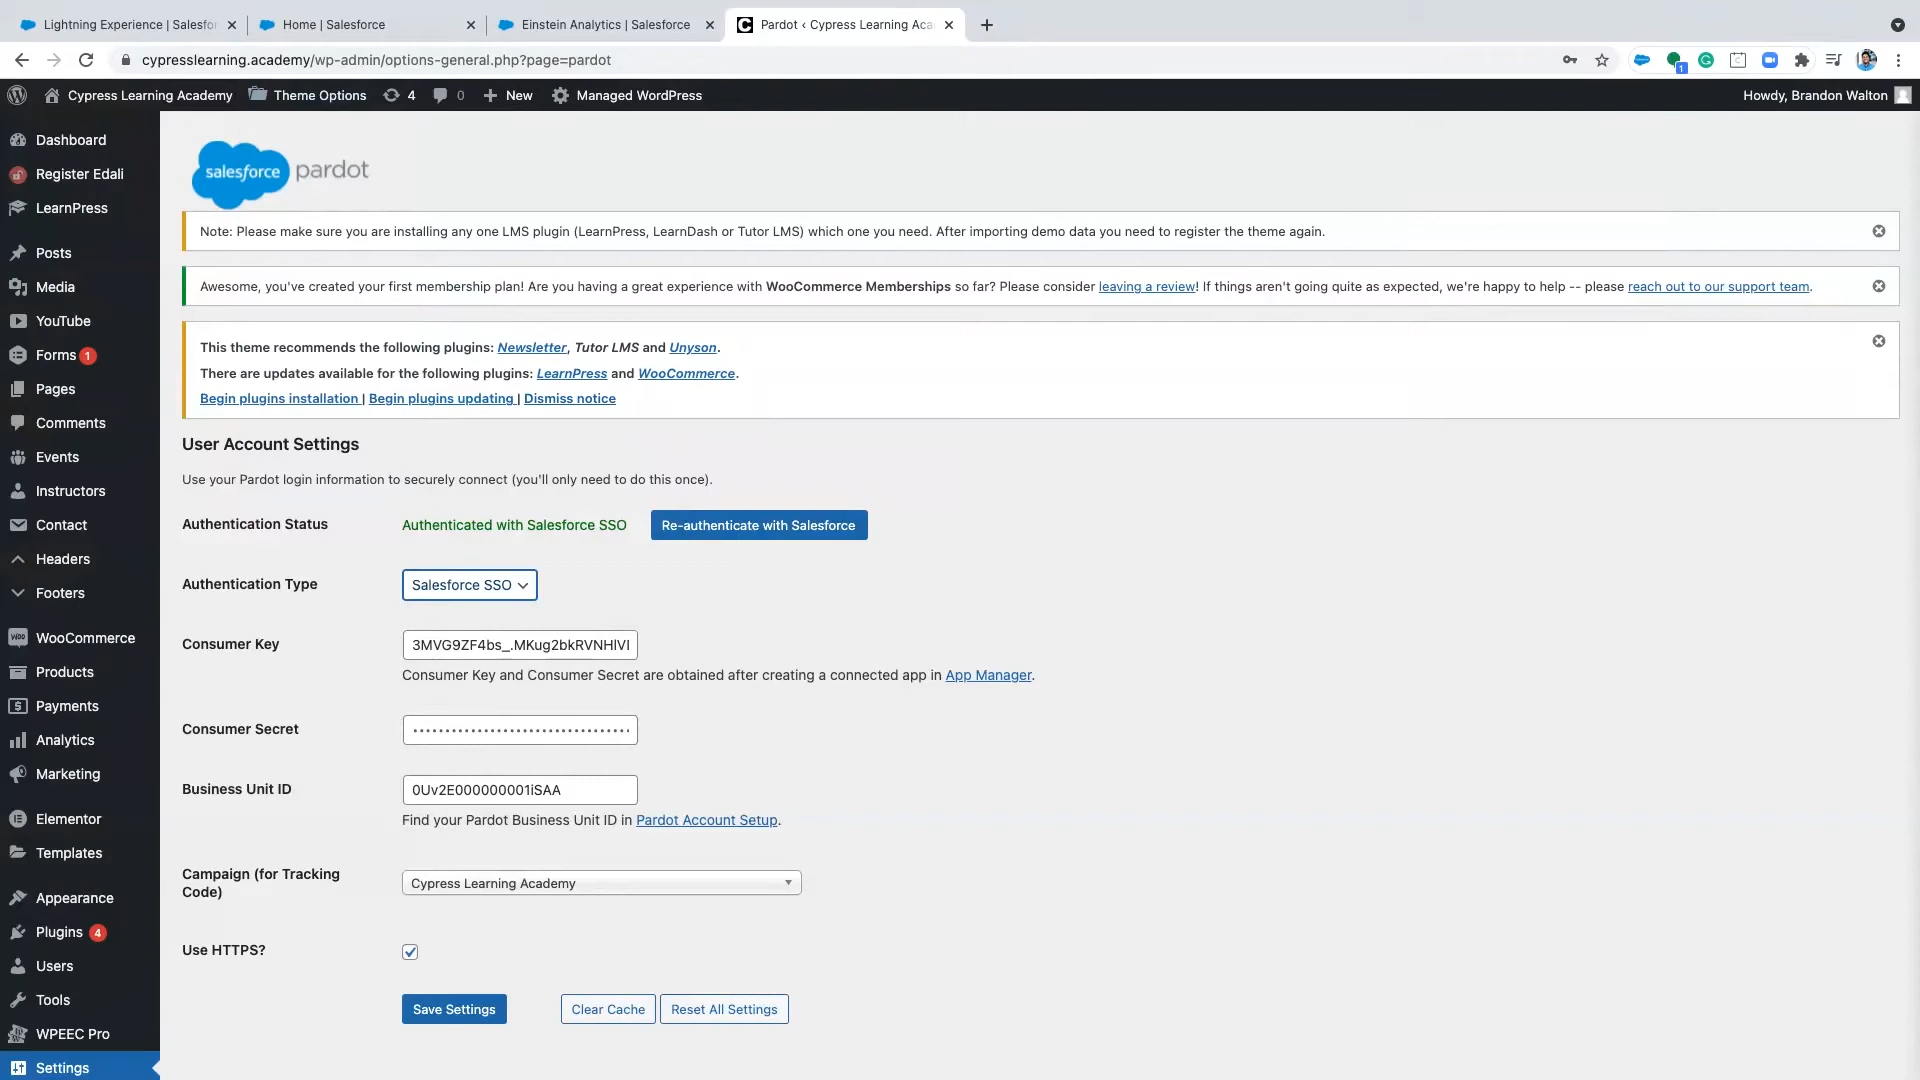 Lightning Experience | Salesfor
Home | Salesforce
Einstein Analytics | Salesforce
Pardot ‹ Cypress Learning Aca
cypresslearning.academy/wp-admin/options-general.php?page=pardot
1
Cypress Learning Academy
Theme Options
4
0
New
Managed WordPress
Howdy, Brandon Walton
Dashboard
Register Edali
LearnPress
Posts
Media
YouTube
Forms 1
Pages
Comments
Events
Instructors
Contact
Headers
Footers
WooCommerce
Products
Payments
Analytics
Marketing
Elementor
Templates
Appearance
Plugins 4
Users
Tools
WPEEC Pro
Settings
salesforce pardot
Note: Please make sure you are installing any one LMS plugin (LearnPress, LearnDash or Tutor LMS) which one you need. After importing demo data you need to register the theme again.
Awesome, you've created your first membership plan! Are you having a great experience with WooCommerce Memberships so far? Please consider leaving a review! If things aren't going quite as expected, we're happy to help -- please reach out to our support team.
This theme recommends the following plugins: Newsletter, Tutor LMS and Unyson.
There are updates available for the following plugins: LearnPress and WooCommerce.
Begin plugins installation | Begin plugins updating | Dismiss notice
User Account Settings
Use your Pardot login information to securely connect (you'll only need to do this once).
Authentication Status
Authenticated with Salesforce SSO
Re-authenticate with Salesforce
Authentication Type
Salesforce SSO
Consumer Key
3MVG9ZF4bs_.MKug2bkRVNHlVI
Consumer Key and Consumer Secret are obtained after creating a connected app in App Manager.
Consumer Secret
Business Unit ID
0Uv2E000000001iSAA
Find your Pardot Business Unit ID in Pardot Account Setup.
Campaign (for Tracking
Code)
Cypress Learning Academy
Use HTTPS?
Save Settings
Clear Cache
Reset All Settings